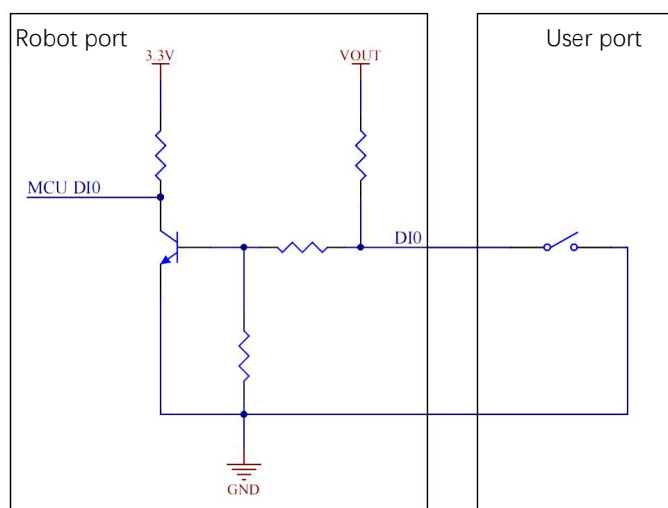 Robot port
User port
3.3V
VOUT
MCU DI0
DI0
GND